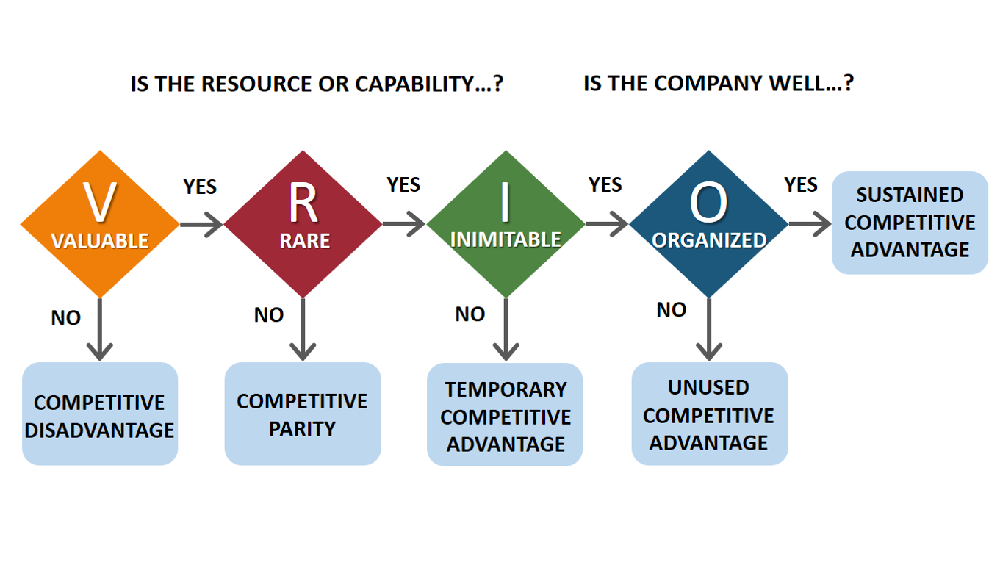 IS THE RESOURCE OR CAPABILITY...?
IS THE COMPANY WELL...?
V
VALUABLE
YES
R
RARE
YES
I
INIMITABLE
YES
O
ORGANIZED
YES
SUSTAINED
COMPETITIVE
ADVANTAGE
NO
NO
NO
NO
COMPETITIVE
DISADVANTAGE
COMPETITIVE
PARITY
TEMPORARY
COMPETITIVE
ADVANTAGE
UNUSED
COMPETITIVE
ADVANTAGE